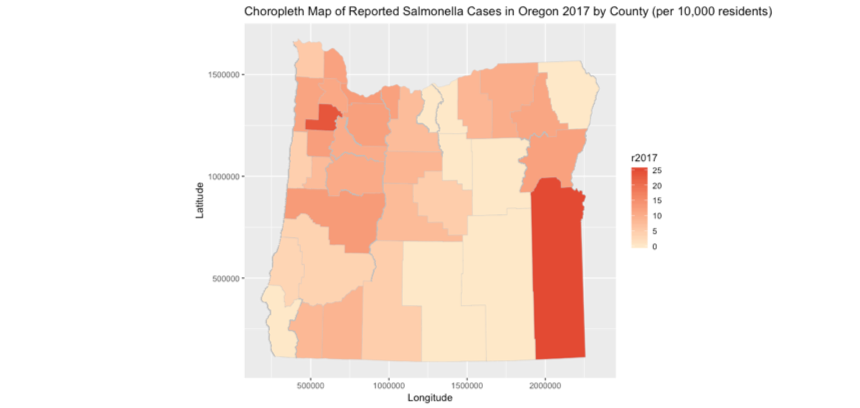 Choropleth Map of Reported Salmonella Cases in Oregon 2017 by County (per 10,000 residents)
1500000
1000000
500000
Latitude
r2017
25
20
15
10
5
0
500000 1000000 1500000 2000000
Longitude